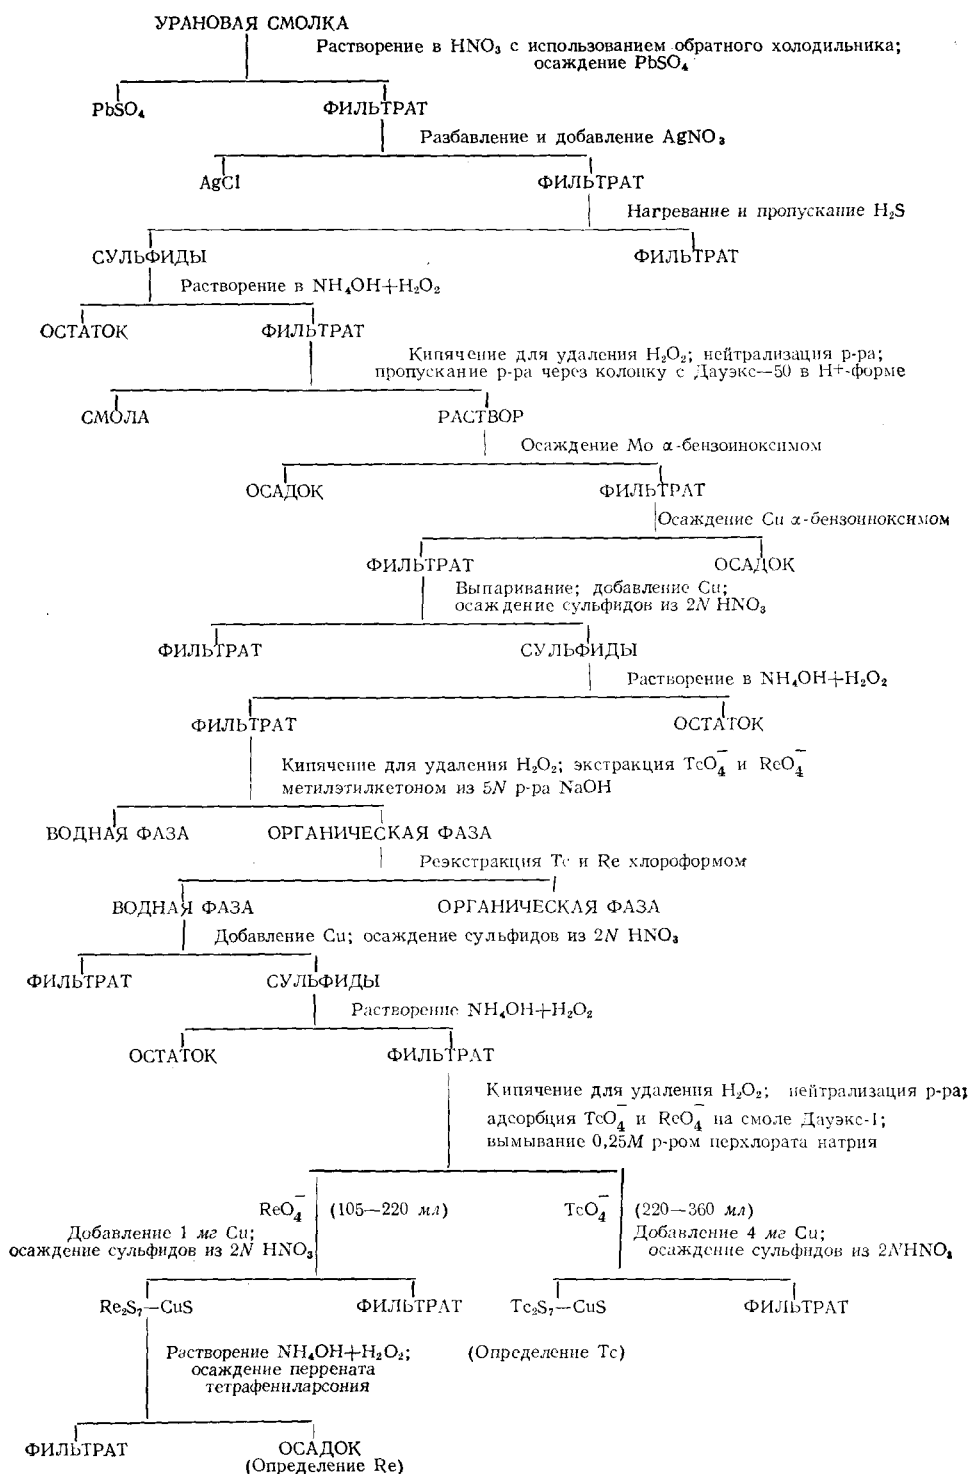 УРАНОВАЯ СМОЛКА
Растворение в HNO₃ с использованием обратного холодильника;
осаждение PbSO₄
PbSO₄ ФИЛЬТРАТ
Разбавление и добавление AgNO₃
AgCl ФИЛЬТРАТ
Нагревание и пропускание H₂S
СУЛЬФИДЫ ФИЛЬТРАТ
Растворение в NH₄OH+H₂O₂
ОСТАТОК ФИЛЬТРАТ
Кипячение для удаления H₂O₂; нейтрализация р-ра;
пропускание р-ра через колонку с Дауэкс—50 в H+-форме
СМОЛА РАСТВОР
Осаждение Mo α-бензоиноксимом
ОСАДОК ФИЛЬТРАТ
Осаждение Cu α-бензоиноксимом
ФИЛЬТРАТ ОСАДОК
Выпаривание; добавление Cu;
осаждение сульфидов из 2N HNO₃
ФИЛЬТРАТ СУЛЬФИДЫ
Растворение в NH₄OH+H₂O₂
ФИЛЬТРАТ ОСТАТОК
Кипячение для удаления H₂O₂; экстракция TcO₄⁻ и ReO₄⁻
метилэтилкетоном из 5N р-ра NaOH
ВОДНАЯ ФАЗА ОРГАНИЧЕСКАЯ ФАЗА
Реэкстракция Tc и Re хлороформом
ВОДНАЯ ФАЗА ОРГАНИЧЕСКАЯ ФАЗА
Добавление Cu; осаждение сульфидов из 2N HNO₃
ФИЛЬТРАТ СУЛЬФИДЫ
Растворение NH₄OH+H₂O₂
ОСТАТОК ФИЛЬТРАТ
Кипячение для удаления H₂O₂; нейтрализация р-ра;
адсорбция TcO₄⁻ и ReO₄⁻ на смоле Дауэкс-1;
вымывание 0,25M р-ром перхлората натрия
ReO₄⁻ (105—220 мл) TcO₄⁻ (220—360 мл)
Добавление 1 мг Cu; Добавление 4 мг Cu;
осаждение сульфидов из 2N HNO₃ осаждение сульфидов из 2N HNO₃
Re₂S₇—CuS ФИЛЬТРАТ Tc₂S₇—CuS ФИЛЬТРАТ
Растворение NH₄OH+H₂O₂; (Определение Tc)
осаждение аперрената
тетрафениларсония
ФИЛЬТРАТ ОСАДОК
(Определение Re)